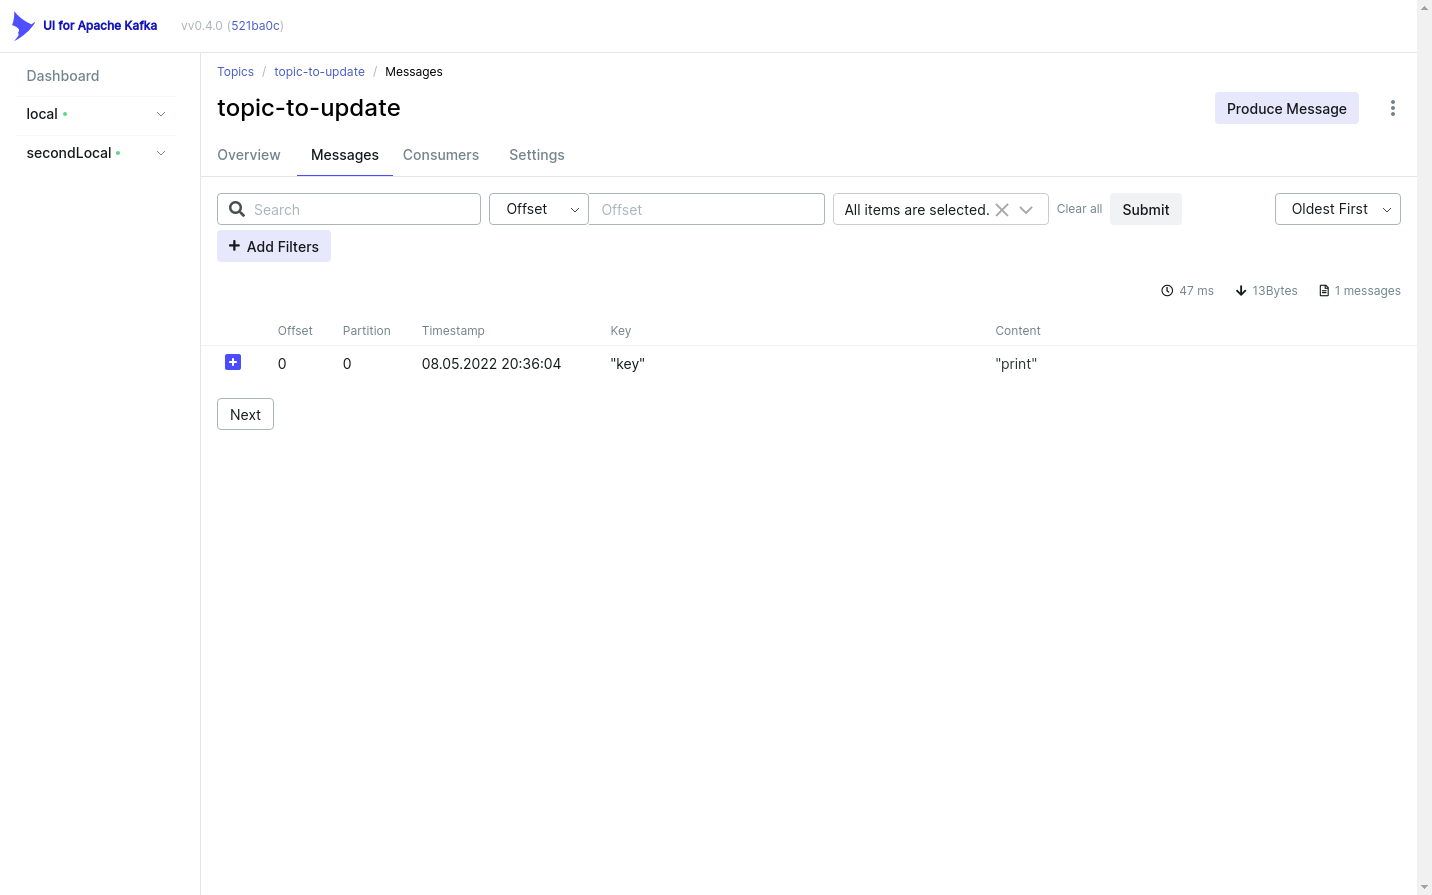 UI for Apache Kafka vv0.4.0 (521ba0c)
Dashboard
local
secondLocal
Topics / topic-to-update / Messages
topic-to-update
Produce Message
Overview Messages Consumers Settings
Search Offset Offset All items are selected. Clear all Submit Oldest First
Add Filters
47 ms 13Bytes 1 messages
Offset Partition Timestamp Key Content
0 0 08.05.2022 20:36:04 "key" "print"
Next